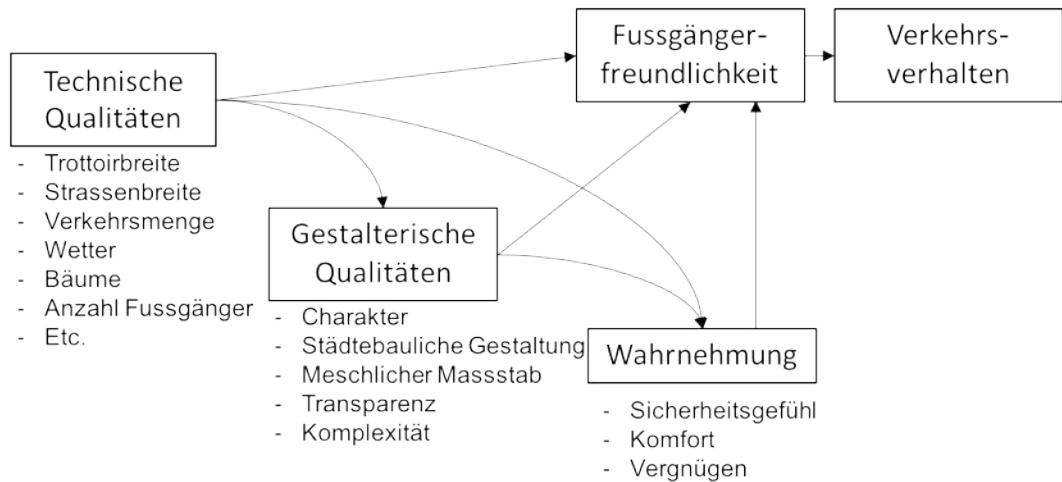 Technische
Qualitäten
- Trottoirbreite
- Strassenbreite
- Verkehrsmenge
- Wetter
- Bäume
- Anzahl Fussgänger
- Etc.
Gestalterische
Qualitäten
- Charakter
- Städtebauliche Gestaltung
- Meschlicher Massstab
- Transparenz
- Komplexität
Wahrnehmung
- Sicherheitsgefühl
- Komfort
- Vergnügen
Fussgänger-
freundlichkeit
Verkehrs-
verhalten